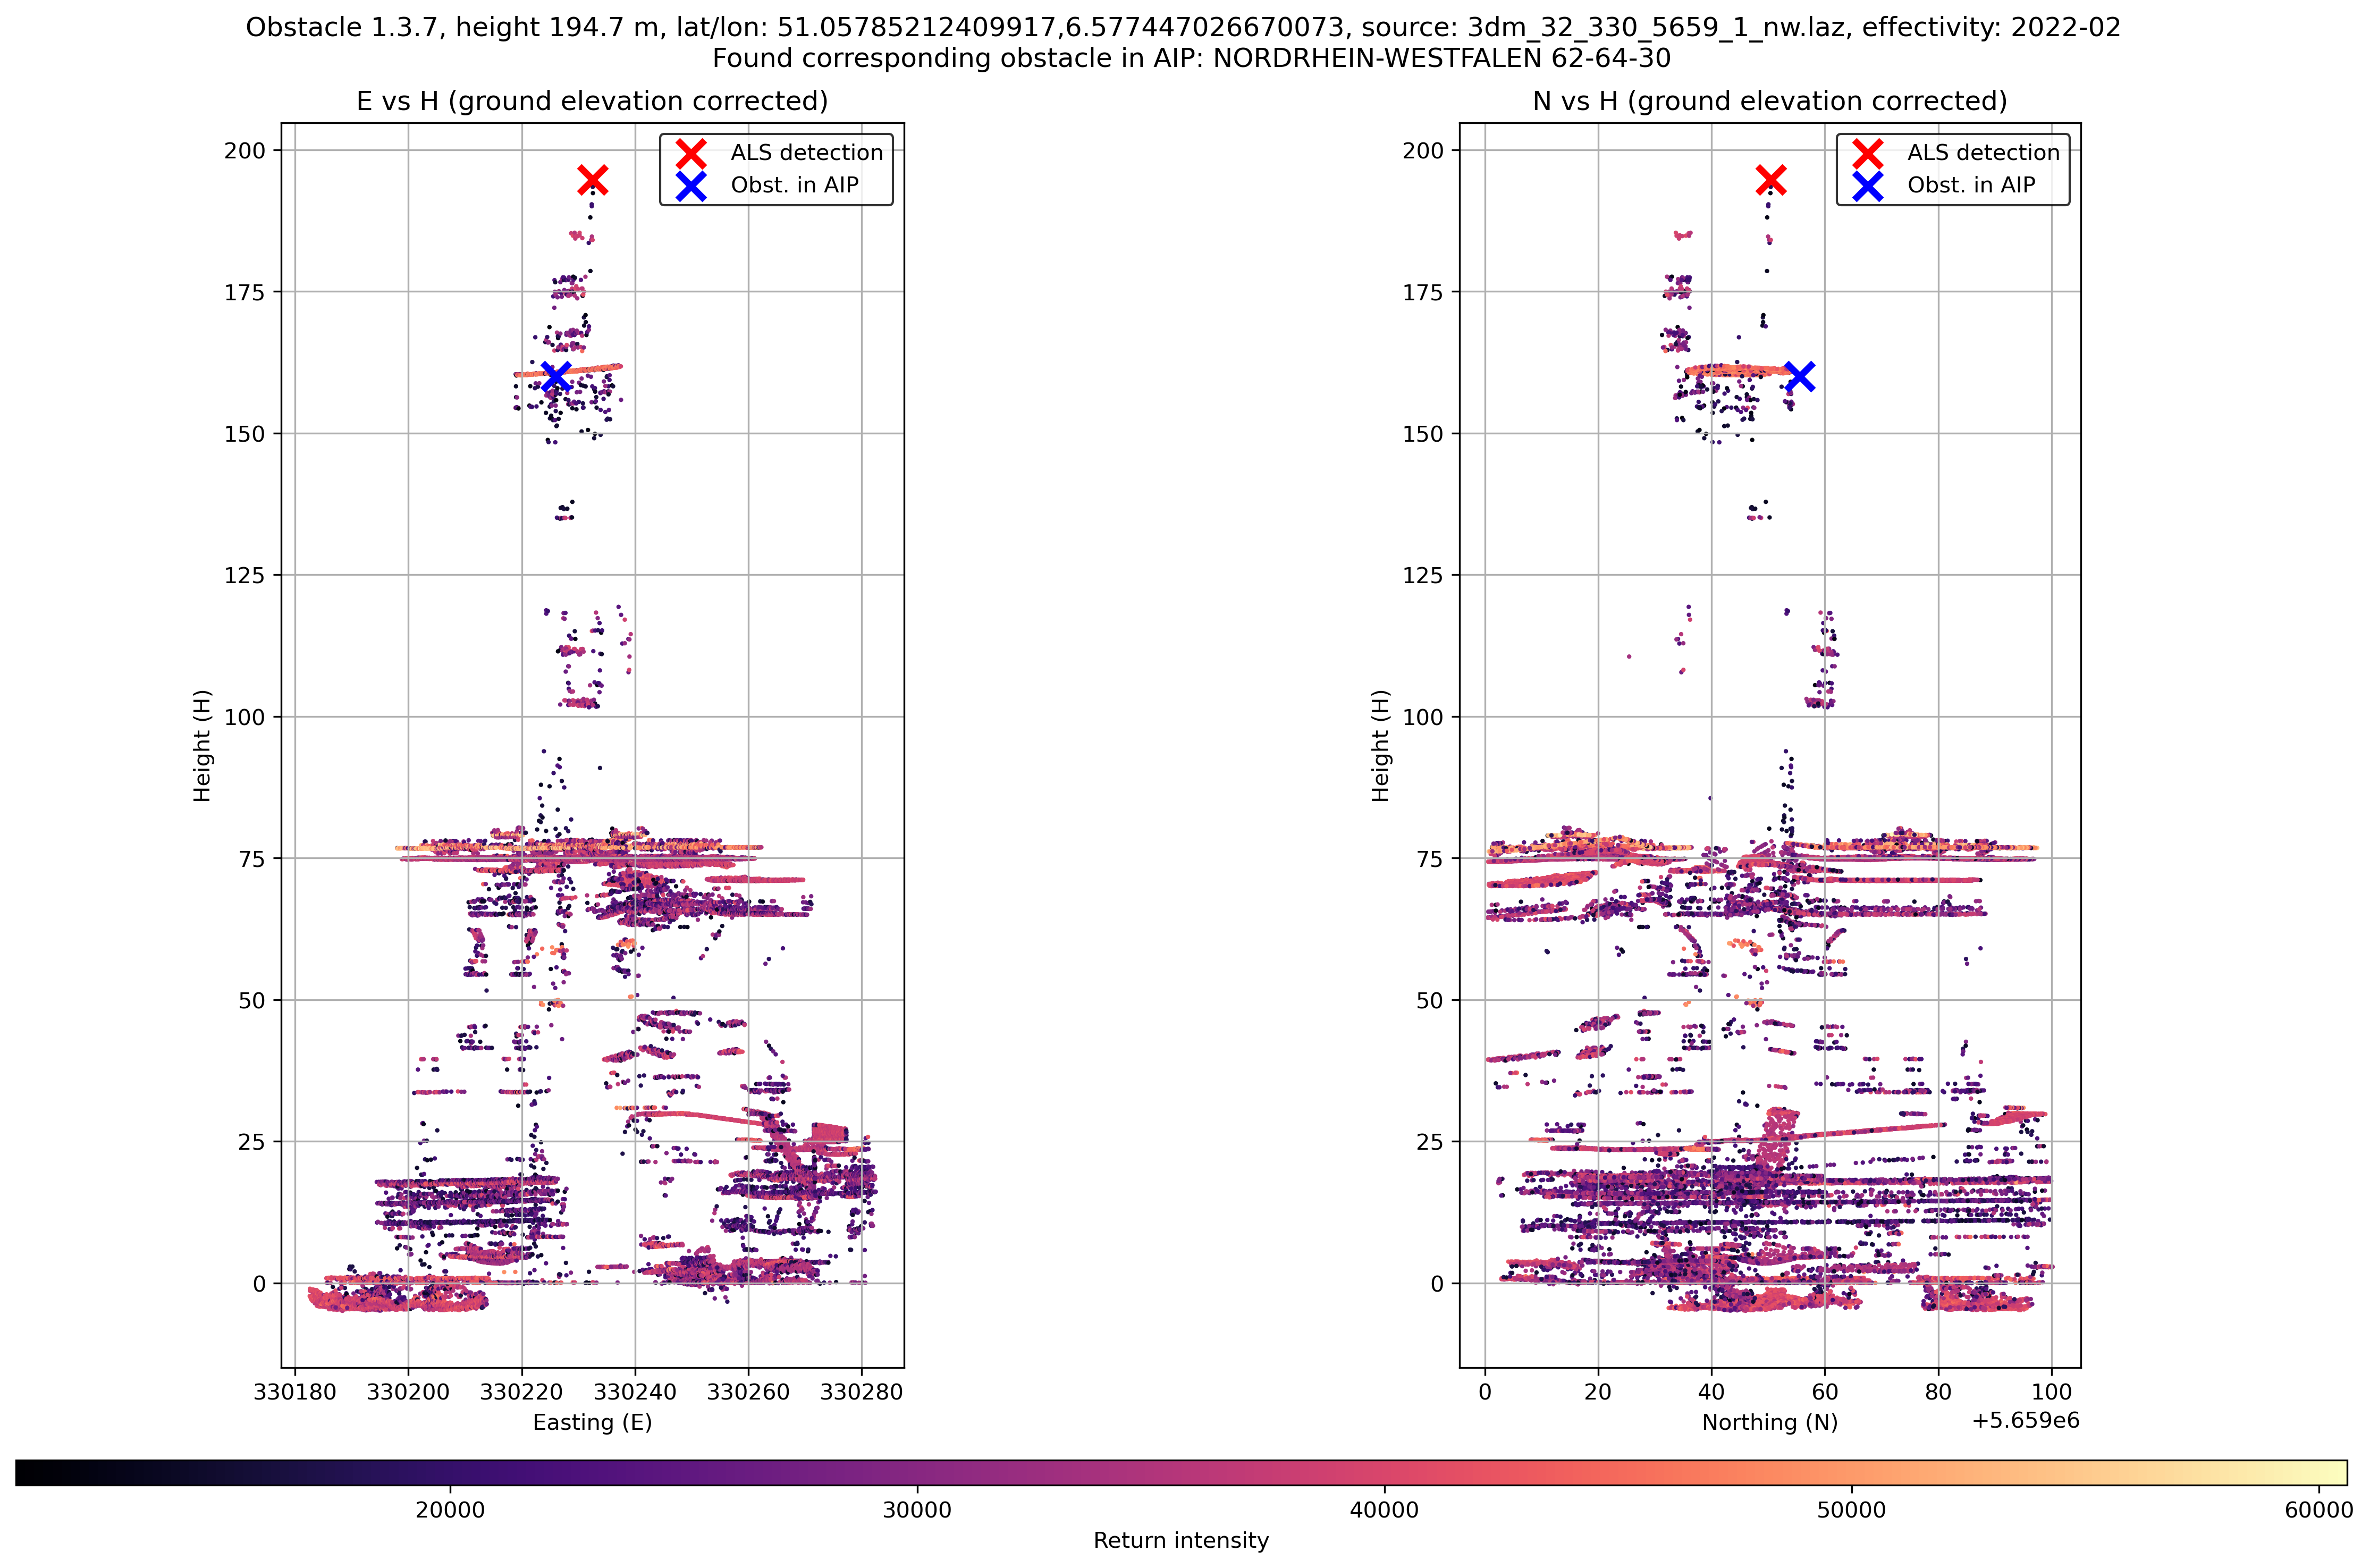 Obstacle 1.3.7, height 194.7 m, lat/lon: 51.05785212409917,6.577447026670073, source: 3dm_32_330_5659_1_nw.laz, effectivity: 2022-02
Found corresponding obstacle in AIP: NORDRHEIN-WESTFALEN 62-64-30
E vs H (ground elevation corrected)
ALS detection
Obst. in AIP
200
175
150
125
100
75
50
25
0
Height (H)
330180 330200 330220 330240 330260 330280
Easting (E)
N vs H (ground elevation corrected)
ALS detection
Obst. in AIP
200
175
150
125
100
75
50
25
0
Height (H)
0 20 40 60 80 100
Northing (N)
+5.659e6
20000 30000 40000 50000 60000
Return intensity